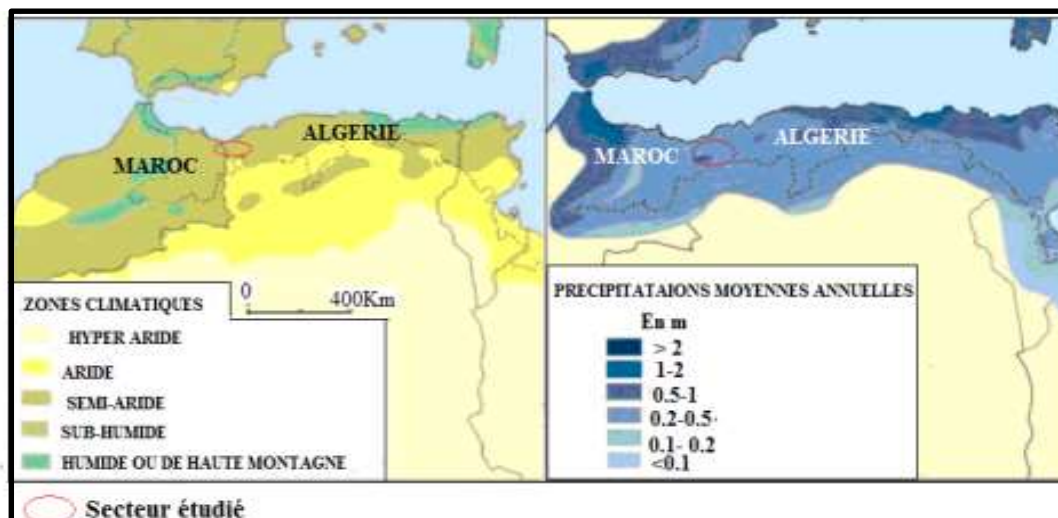 ALGERIE
MAROC
ZONES CLIMATIQUES
0 400Km
HYPER ARIDE
ARIDE
SEMI-ARIDE
SUB-HUMIDE
HUMIDE OU DE HAUTE MONTAGNE
MAROC ALGERIE
PRECIPITATAIONS MOYENNES ANNUELLES
En m
> 2
1-2
0.5-1
0.2-0.5
0.1- 0.2
<0.1
Secteur étudié